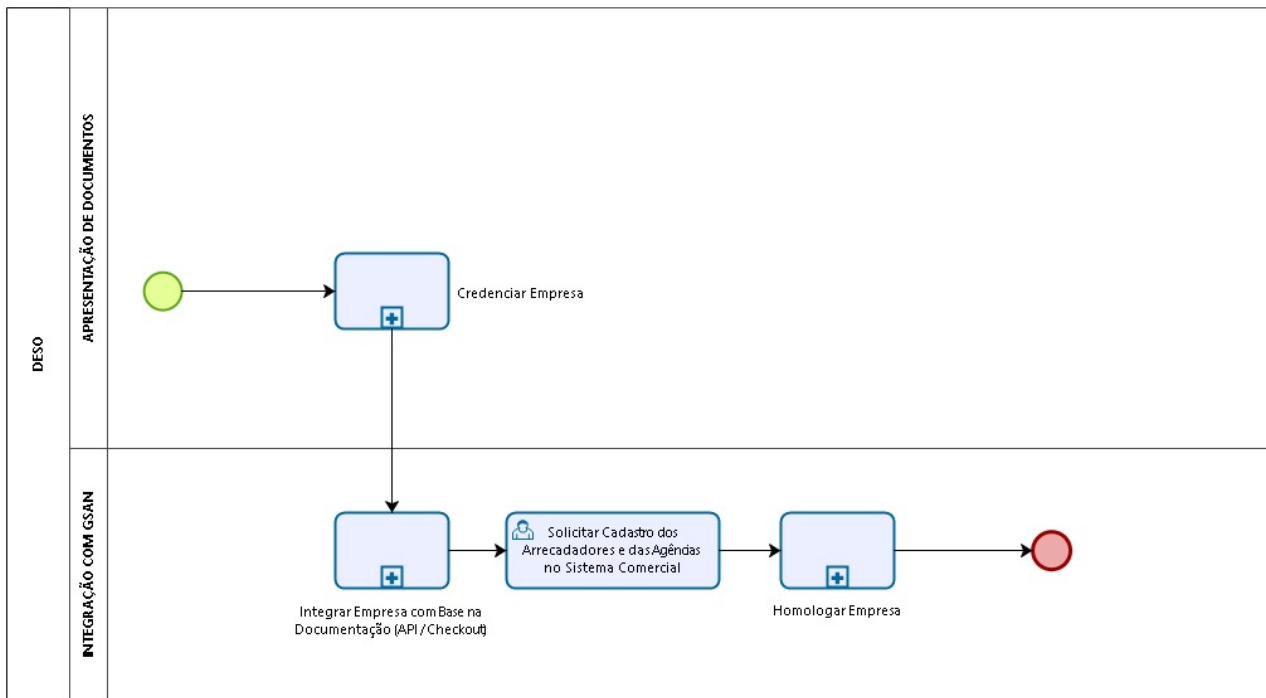 DESO
APRESENTAÇÃO DE DOCUMENTOS
Credenciar Empresa
INTEGRAÇÃO COM GSAN
Integrar Empresa com Base na
Documentação (API / Checkout)
Solicitar Cadastro dos
Arrecadadores e das Agências
no Sistema Comercial
Homologar Empresa